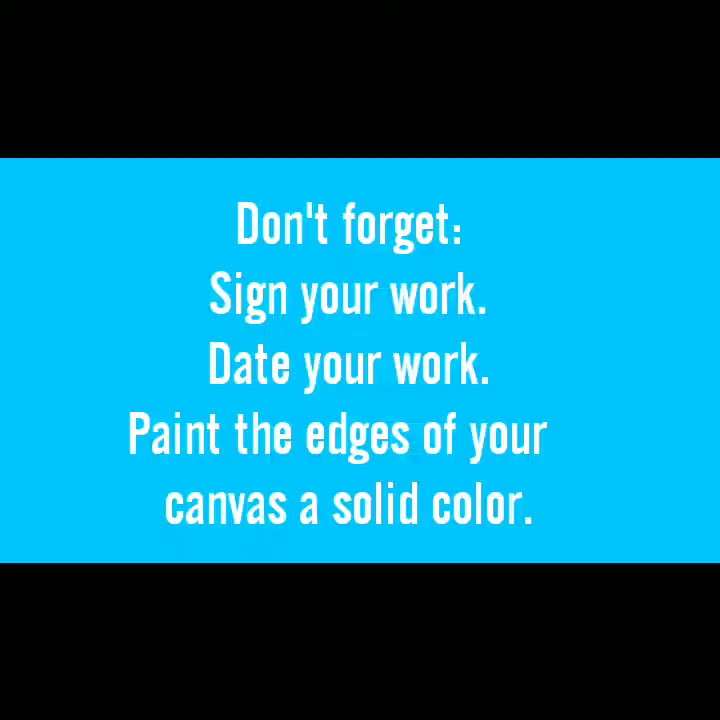 Don't forget:
Sign your work.
Date your work.
Paint the edges of your
canvas a solid color.